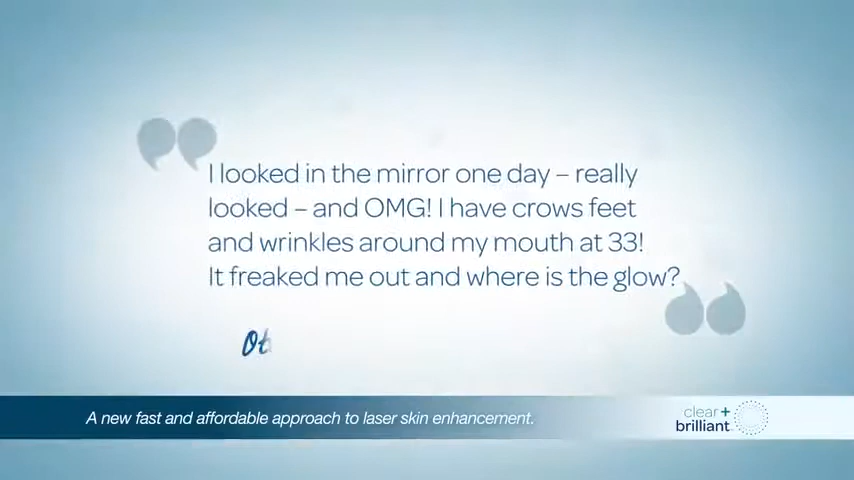 I looked in the mirror one day – really
looked – and OMG! I have crows feet
and wrinkles around my mouth at 33!
It freaked me out and where is the glow?
A new fast and affordable approach to laser skin enhancement.
clear +
brilliant